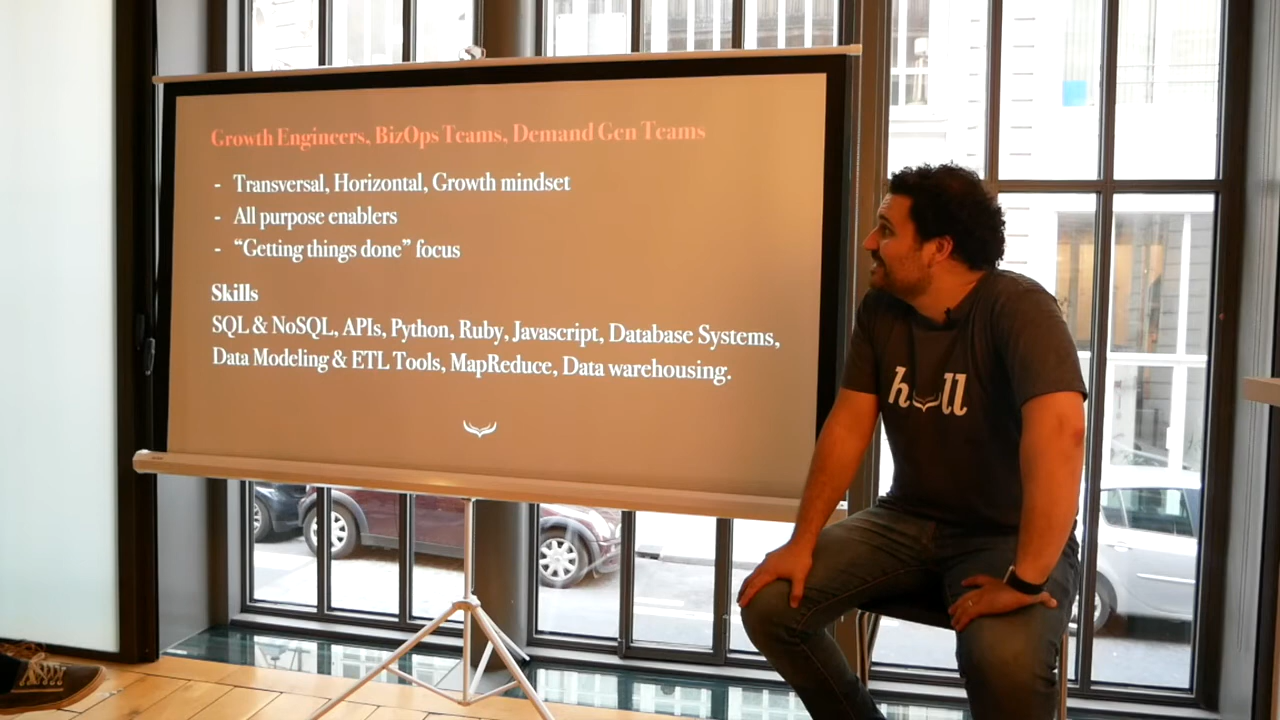 Growth Engineers, BizOps Teams, Demand Gen Teams
- Transversal, Horizontal, Growth mindset
- All purpose enablers
- “Getting things done” focus
Skills
SQL & NoSQL, APIs, Python, Ruby, Javascript, Database Systems,
Data Modeling & ETL Tools, MapReduce, Data warehousing.
hull